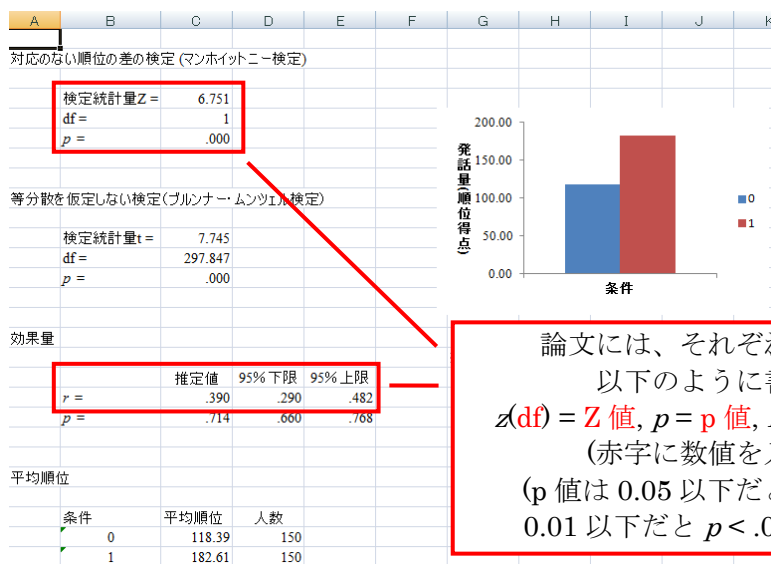 A B C D E F G H I J K
対応のない順位の差の検定 (マンホイットニー検定)
検定統計量Z = 6.751
df = 1
p = .000
等分散を仮定しない検定(ブルンナー・ムンツェル検定)
検定統計量t = 7.745
df = 297.847
p = .000
効果量
推定値 95%下限 95%上限
r = .390 .290 .482
p = .714 .660 .768
平均順位
条件 平均順位 人数
0 118.39 150
1 182.61 150
発話量(順位得点)
200.00
150.00
100.00
50.00
0.00
条件
0
1
論文には、それぞれ
以下のように
z(df) = Z 値, p = p 値,
(赤字に数値を
(p 値は 0.05 以下だと
0.01 以下だと p < .0